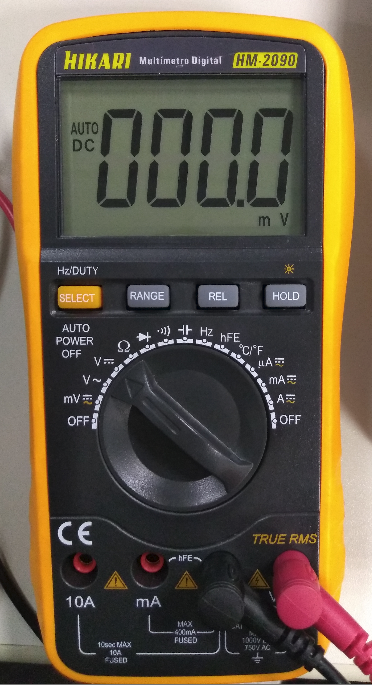 HIKARI Multímetro Digital HM-2090
AUTO
DC
000.0
m V
Hz/DUTY
SELECT RANGE REL HOLD
AUTO
POWER
OFF
OFF
mV
V
V
Ω
Hz
hFE
°C/°F
µA
mA
A
OFF
CE
TRUE RMS
hFE
10A
mA
MAX
400mA
FUSED
10sec MAX
10A
FUSED
1000V
750V AC